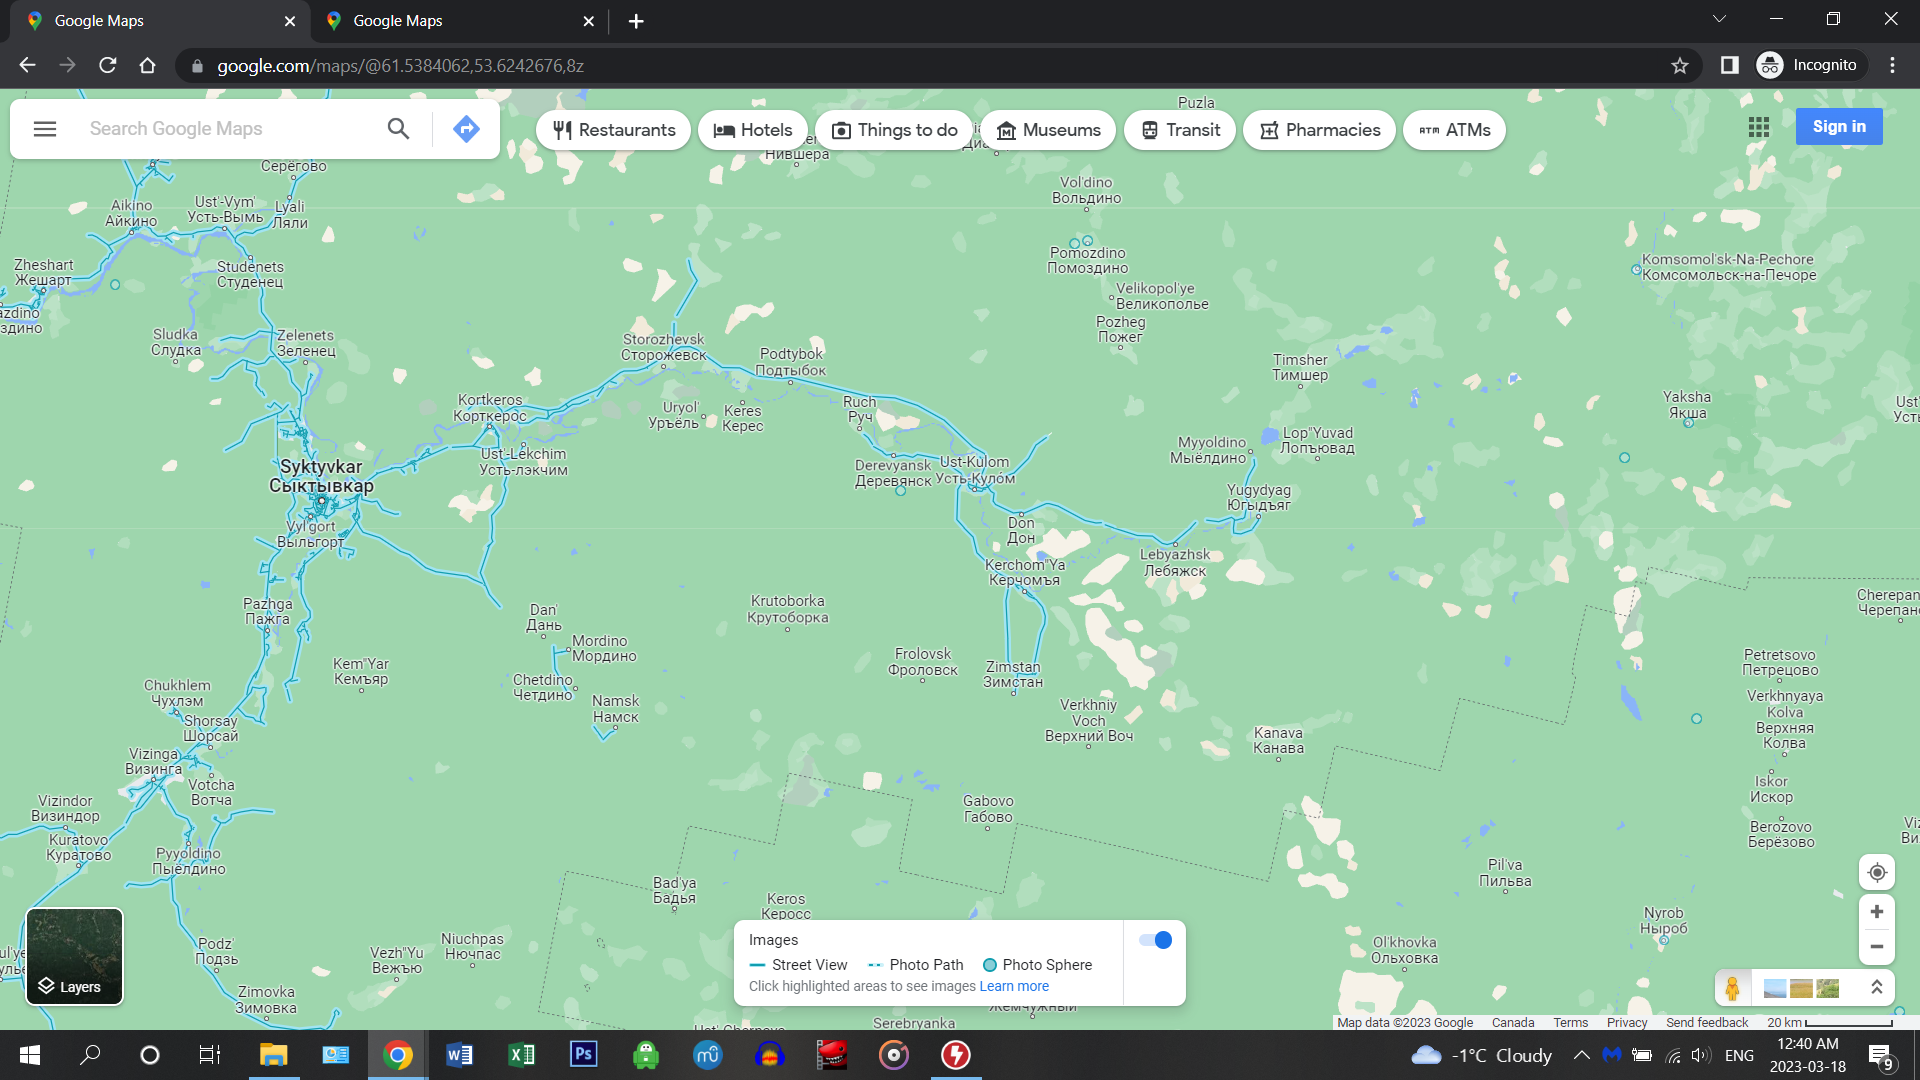 Google Maps
Google Maps
google.com/maps/@61.5384062,53.6242676,8z
Incognito
Search Google Maps
Restaurants
Hotels
Things to do
Museums
Transit
Pharmacies
ATMs
Sign in
Puzla
Нившера
Серёгово
Vol'dino
Вольдино
Aikino
Айкино
Ust'-Vym'
Усть-Вымь
Lyali
Ляли
Pomozdino
Помоздино
Komsomol'sk-Na-Pechore
Комсомольск-на-Печоре
Zheshart
Жешарт
Studenets
Студенец
Velikopol'ye
Великополье
Pozheg
Пожег
Sludka
Слудка
Zelenets
Зеленец
Storozhevsk
Сторожевск
Podtybok
Подтыбок
Timsher
Тимшер
Kortkeros
Корткерос
Uryol'
Уръёль
Keres
Керес
Ruch
Руч
Yaksha
Якша
Ust'
Syktyvkar
Сыктывкар
Ust'-Lekchim
Усть-лэкчим
Derevyansk
Деревянск
Ust-Kulom
Усть-Кулом
Myyoldino
Мыёлдино
Lop"Yuvad
Лопъювад
Yugydyag
Югыдъяг
Vyl'gort
Выльгорт
Don
Дон
Lebyazhsk
Лебяжск
Kerchom"Ya
Керчомъя
Pazhga
Пажга
Dan'
Дань
Krutoborka
Крутоборка
Cherepan
Черепано
Mordino
Мордино
Kem"Yar
Кемъяр
Frolovsk
Фроловск
Zimstan
Зимстан
Petretsovo
Петрецово
Chukhlem
Чухлэм
Chetdino
Четдино
Namsk
Намск
Verkhniy
Voch
Верхний Воч
Verkhnyaya
Kolva
Верхняя
Колва
Shorsay
Шорсай
Kanava
Канава
Vizinga
Визинга
Votcha
Вотча
Iskor
Искор
Vizindor
Визиндор
Gabovo
Габово
Berozovo
Берёзово
Kuratovo
Куратово
Pyyoldino
Пыёлдино
Pil'va
Пильва
Bad'ya
Бадья
Keros
Керосс
Nyrob
Ныроб
Podz'
Подзь
Vezh"Yu
Вежъю
Niuchpas
Нючпас
Ol'khovka
Ольховка
Zimovka
Зимовка
Жемчужный
Serebryanka
Layers
Images
Street View
Photo Path
Photo Sphere
Click highlighted areas to see images Learn more
Map data ©2023 Google
Canada
Terms
Privacy
Send feedback
20 km
-1°C Cloudy
ENG
12:40 AM
2023-03-18
9